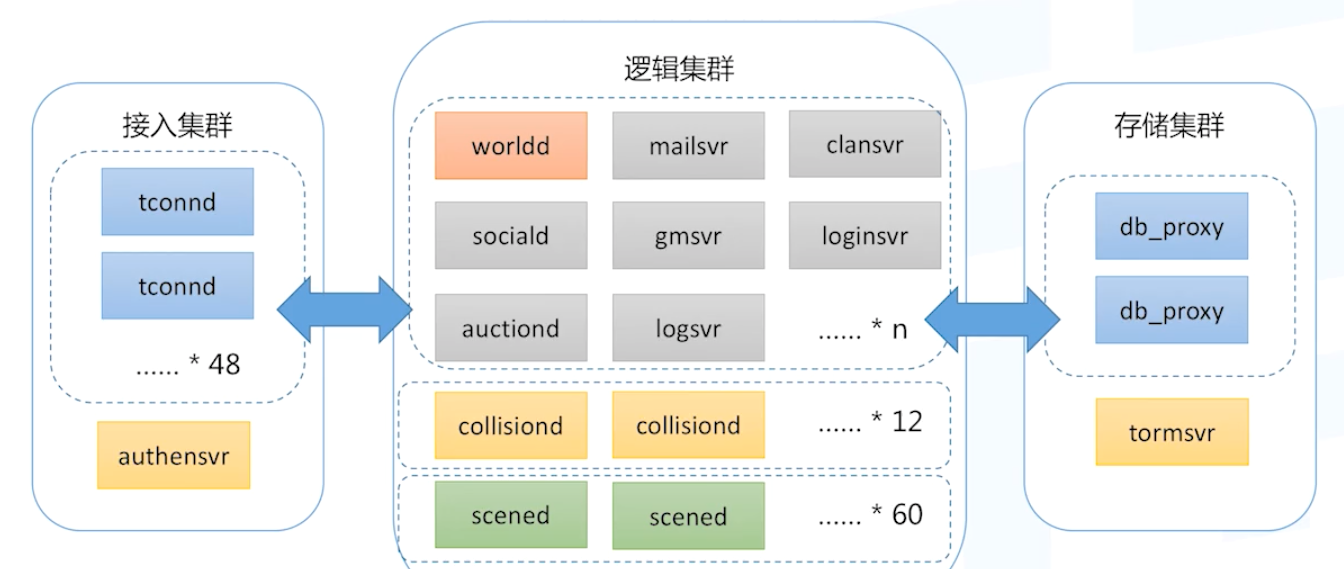 接入集群
tconnd
tconnd
...... * 48
authensvr
逻辑集群
worldd
mailsvr
clansvr
sociald
gmsvr
loginsvr
auctiond
logsvr
...... * n
collisiond
collisiond
...... * 12
scened
scened
...... * 60
存储集群
db_proxy
db_proxy
tormsvr